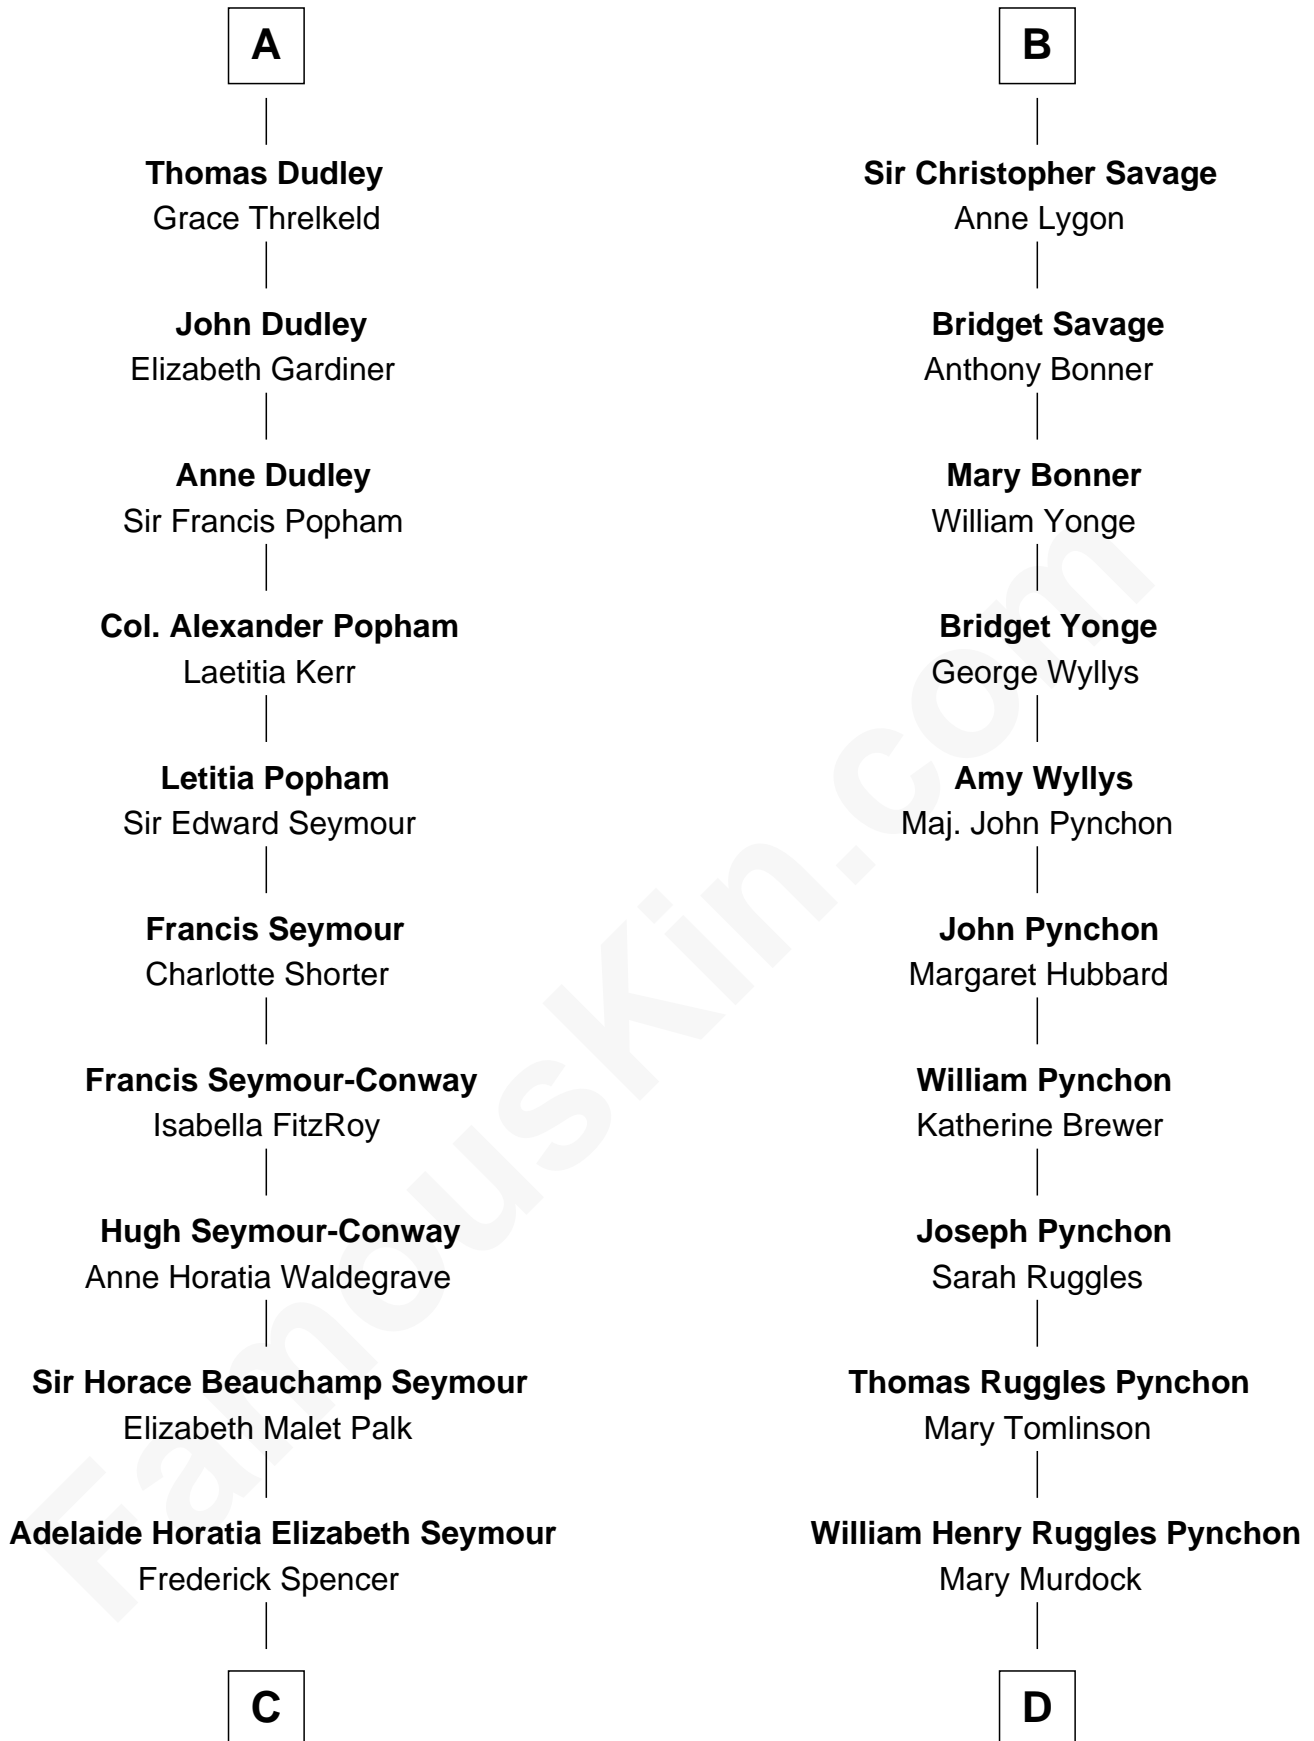 A
Thomas Dudley
Grace Threlkeld
John Dudley
Elizabeth Gardiner
Anne Dudley
Sir Francis Popham
Col. Alexander Popham
Laetitia Kerr
Letitia Popham
Sir Edward Seymour
Francis Seymour
Charlotte Shorter
Francis Seymour-Conway
Isabella FitzRoy
Hugh Seymour-Conway
Anne Horatia Waldegrave
Sir Horace Beauchamp Seymour
Elizabeth Malet Palk
Adelaide Horatia Elizabeth Seymour
Frederick Spencer
C
B
Sir Christopher Savage
Anne Lygon
Bridget Savage
Anthony Bonner
Mary Bonner
William Yonge
Bridget Yonge
George Wyllys
Amy Wyllys
Maj. John Pynchon
John Pynchon
Margaret Hubbard
William Pynchon
Katherine Brewer
Joseph Pynchon
Sarah Ruggles
Thomas Ruggles Pynchon
Mary Tomlinson
William Henry Ruggles Pynchon
Mary Murdock
D
FamousKin.com